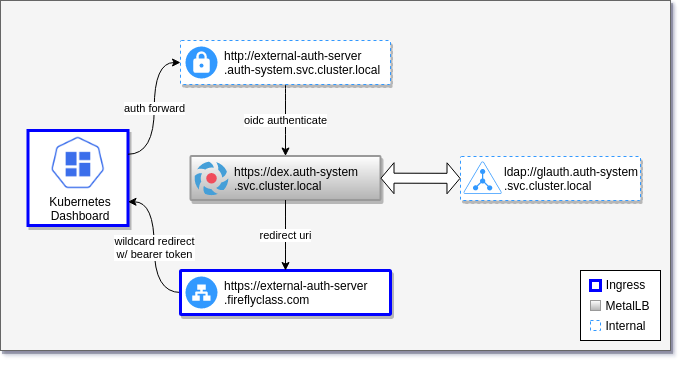 http://external-auth-server
.auth-system.svc.cluster.local
auth forward
oidc authenticate
Kubernetes
Dashboard
https://dex.auth-system
.svc.cluster.local
ldap://glauth.auth-system
.svc.cluster.local
wildcard redirect
w/ bearer token
redirect uri
https://external-auth-server
.fireflyclass.com
Ingress
MetalLB
Internal